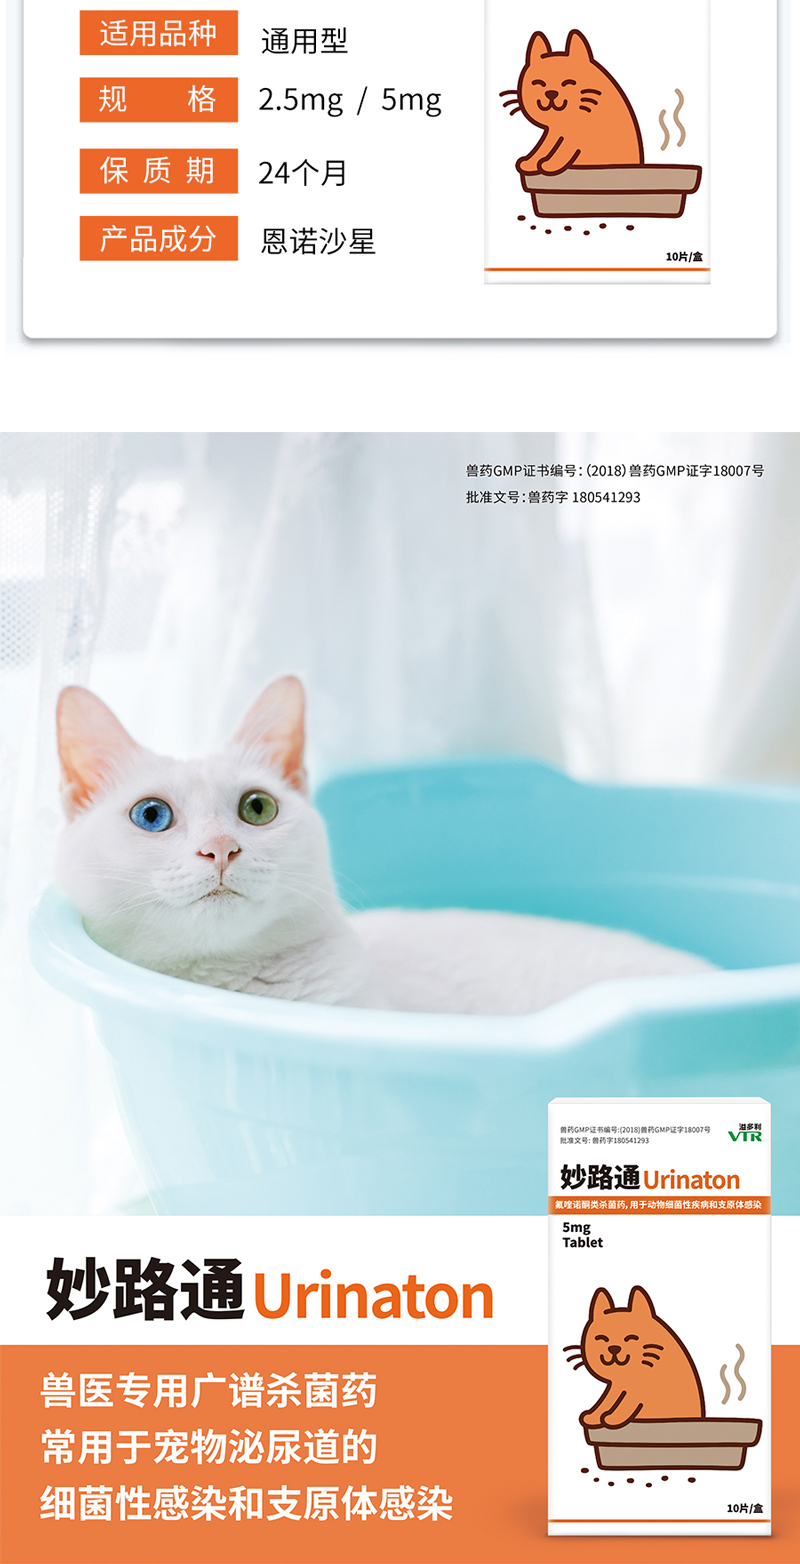 适用品种 通用型
规格 2.5mg / 5mg
保质期 24个月
产品成分 恩诺沙星
10片/盒
兽药GMP证书编号：(2018) 兽药GMP证字18007号
批准文号：兽药字 180541293
兽药GMP证书编号:(2018)兽药GMP证字18007号
批准文号: 兽药字180541293
溢多利
VTR
妙路通Urinaton
氟喹诺酮类杀菌药, 用于动物细菌性疾病和支原体感染
5mg
Tablet
10片/盒
妙路通Urinaton
兽医专用广谱杀菌药
常用于宠物泌尿道的
细菌性感染和支原体感染